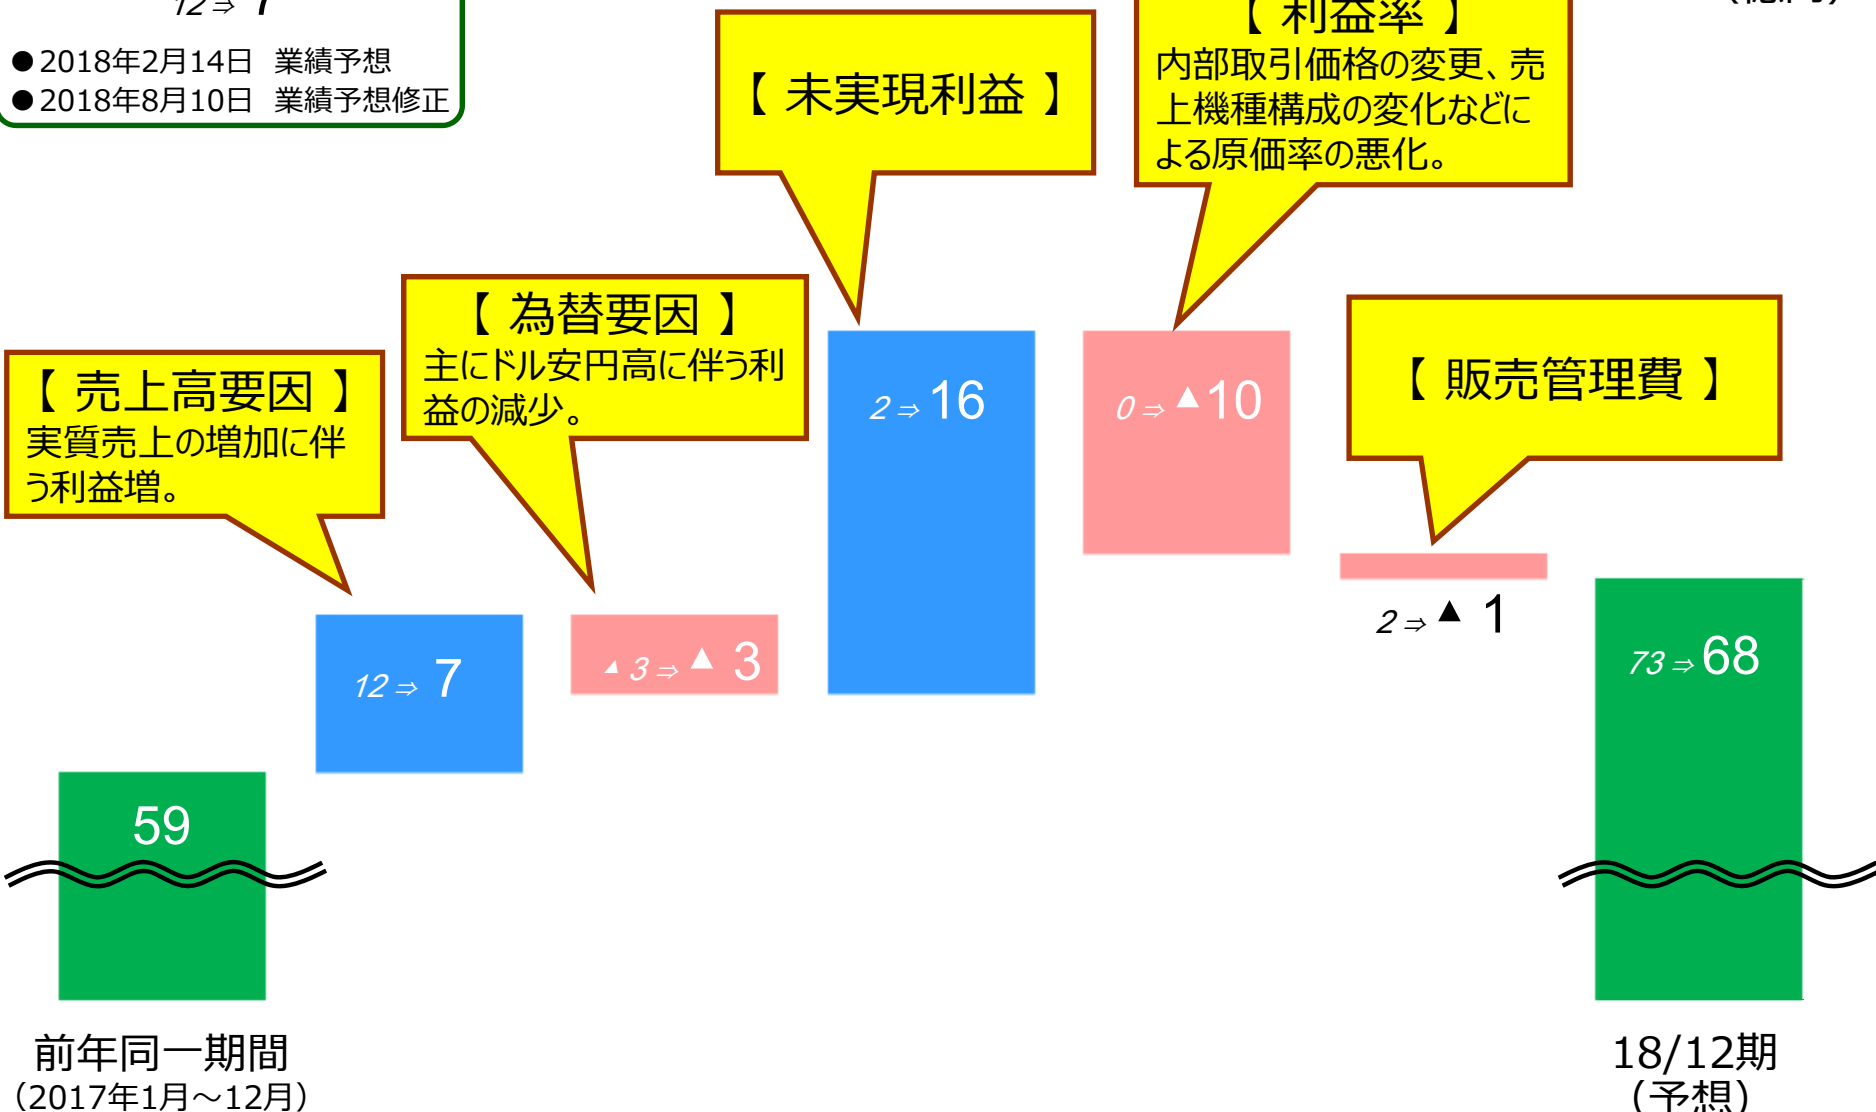 12⇒ 7
●2018年2月14日 業績予想
●2018年8月10日 業績予想修正
【 未実現利益 】
【 利益率 】
内部取引価格の変更、売
上機種構成の変化などに
よる原価率の悪化。
【 為替要因 】
主にドル安円高に伴う利
益の減少。
【 売上高要因 】
実質売上の増加に伴
う利益増。
【 販売管理費 】
2⇒16
0⇒▲10
2⇒▲ 1
12⇒ 7
▲ 3⇒▲ 3
73⇒68
59
前年同一期間
（2017年1月～12月）
18/12期
（予想）